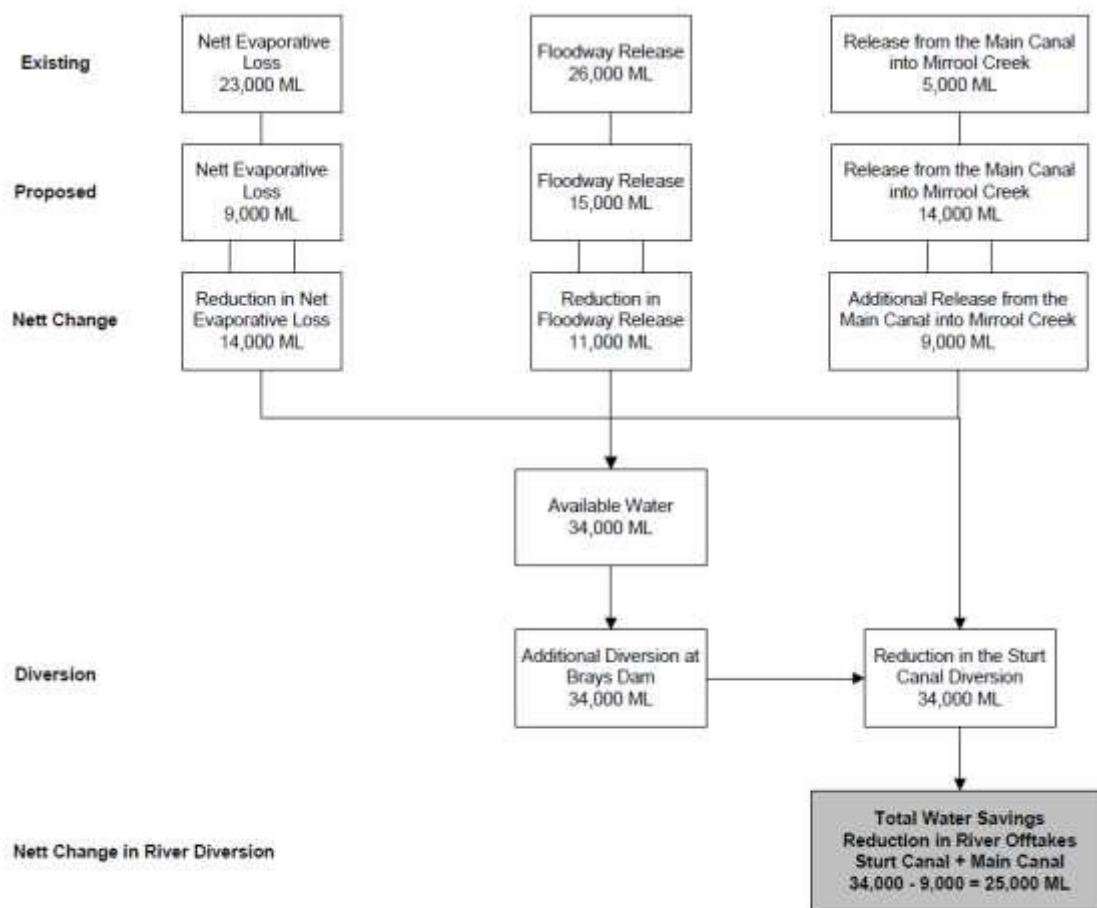 Existing
Nett Evaporative
Loss
23,000 ML
Floodway Release
26,000 ML
Release from the Main Canal
into Mirrool Creek
5,000 ML
Proposed
Nett Evaporative
Loss
9,000 ML
Floodway Release
15,000 ML
Release from the Main Canal
into Mirrool Creek
14,000 ML
Nett Change
Reduction in Net
Evaporative Loss
14,000 ML
Reduction in
Floodway Release
11,000 ML
Additional Release from the
Main Canal into Mirrool Creek
9,000 ML
Available Water
34,000 ML
Diversion
Additional Diversion at
Brays Dam
34,000 ML
Reduction in the Sturt
Canal Diversion
34,000 ML
Nett Change in River Diversion
Total Water Savings
Reduction in River Offtakes
Sturt Canal + Main Canal
34,000 - 9,000 = 25,000 ML